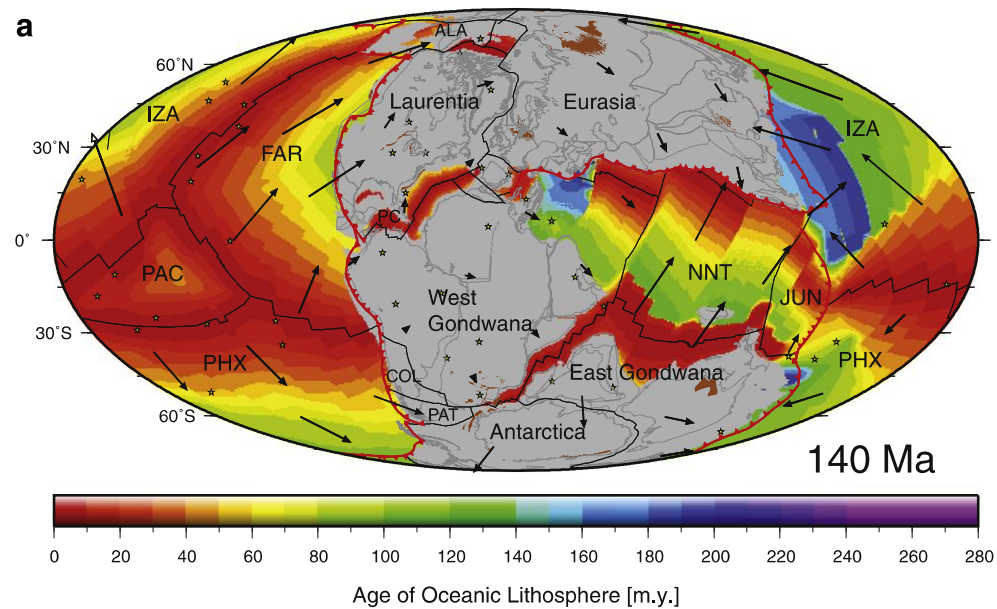 a
ALA
60°N
Laurentia
Eurasia
IZA
IZA
30°N
FAR
PC
0°
PAC
NNT
West
Gondwana
JUN
30°S
PHX
PHX
COL
East Gondwana
60°S
PAT
Antarctica
140 Ma
0 20 40 60 80 100 120 140 160 180 200 220 240 260 280
Age of Oceanic Lithosphere [m.y.]